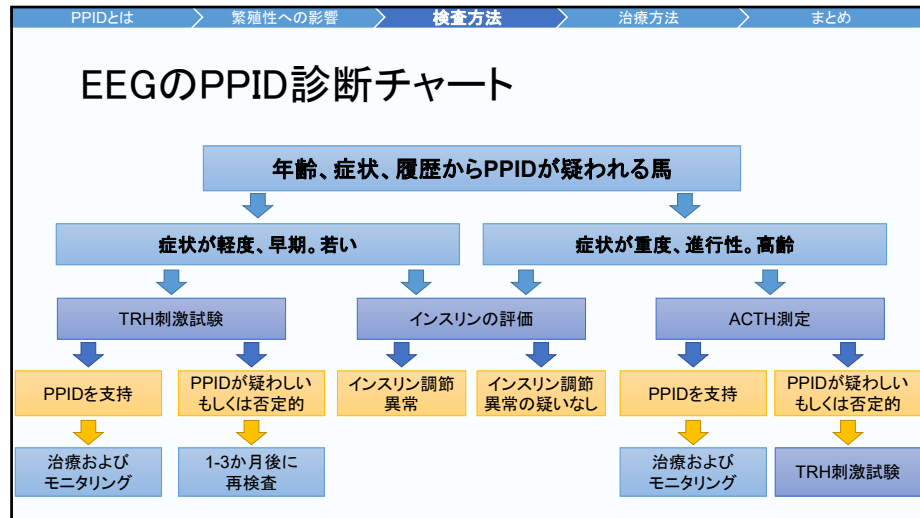 PPIDとは
繁殖性への影響
検査方法
治療方法
まとめ
EEGのPPID診断チャート
年齢、症状、履歴からPPIDが疑われる馬
症状が軽度、早期。若い
症状が重度、進行性。高齢
TRH刺激試験
インスリンの評価
ACTH測定
PPIDを支持
PPIDが疑わしい
もしくは否定的
インスリン調節
異常
インスリン調節
異常の疑いなし
PPIDを支持
PPIDが疑わしい
もしくは否定的
治療および
モニタリング
1-3か月後に
再検査
治療および
モニタリング
TRH刺激試験